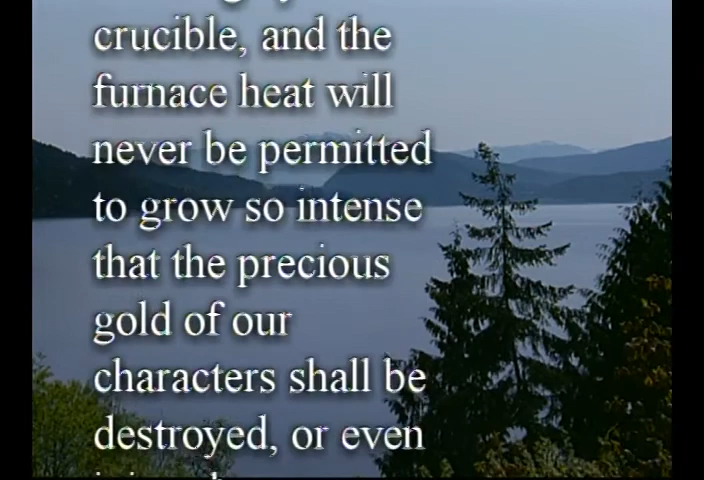 crucible, and the
furnace heat will
never be permitted
to grow so intense
that the precious
gold of our
characters shall be
destroyed, or even